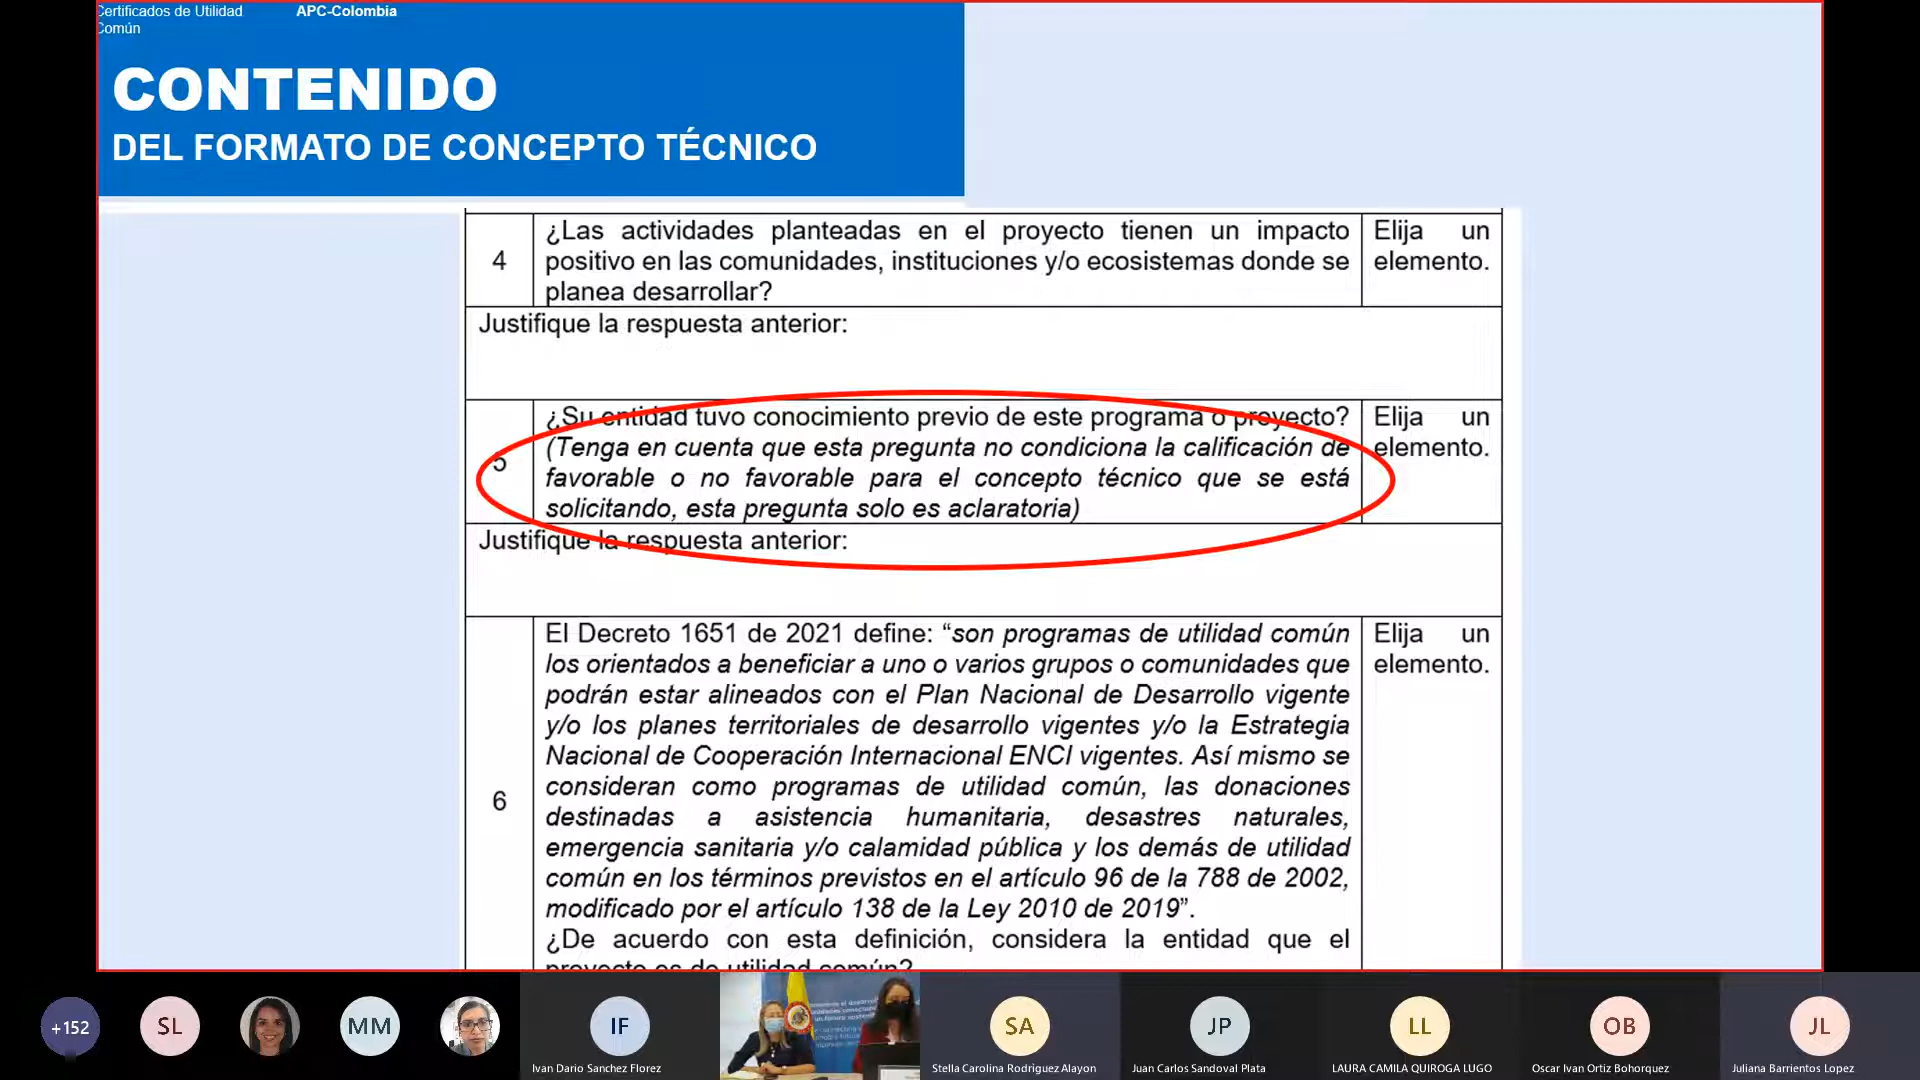 Certificados de Utilidad
Común
APC-Colombia
CONTENIDO
DEL FORMATO DE CONCEPTO TÉCNICO
4
¿Las actividades planteadas en el proyecto tienen un impacto
positivo en las comunidades, instituciones y/o ecosistemas donde se
planea desarrollar?
Elija un
elemento.
Justifique la respuesta anterior:
5
¿Su entidad tuvo conocimiento previo de este programa o proyecto?
(Tenga en cuenta que esta pregunta no condiciona la calificación de
favorable o no favorable para el concepto técnico que se está
solicitando, esta pregunta solo es aclaratoria)
Elija un
elemento.
Justifique la respuesta anterior:
6
El Decreto 1651 de 2021 define: “son programas de utilidad común
los orientados a beneficiar a uno o varios grupos o comunidades que
podrán estar alineados con el Plan Nacional de Desarrollo vigente
y/o los planes territoriales de desarrollo vigentes y/o la Estrategia
Nacional de Cooperación Internacional ENCI vigentes. Así mismo se
consideran como programas de utilidad común, las donaciones
destinadas a asistencia humanitaria, desastres naturales,
emergencia sanitaria y/o calamidad pública y los demás de utilidad
común en los términos previstos en el artículo 96 de la 788 de 2002,
modificado por el artículo 138 de la Ley 2010 de 2019”.
¿De acuerdo con esta definición, considera la entidad que el
proyecto es de utilidad común?
Elija un
elemento.
+152
SL
MM
IF
Ivan Dario Sanchez Florez
SA
Stella Carolina Rodriguez Alayon
JP
Juan Carlos Sandoval Plata
LL
LAURA CAMILA QUIROGA LUGO
OB
Oscar Ivan Ortiz Bohorquez
JL
Juliana Barrientos Lopez